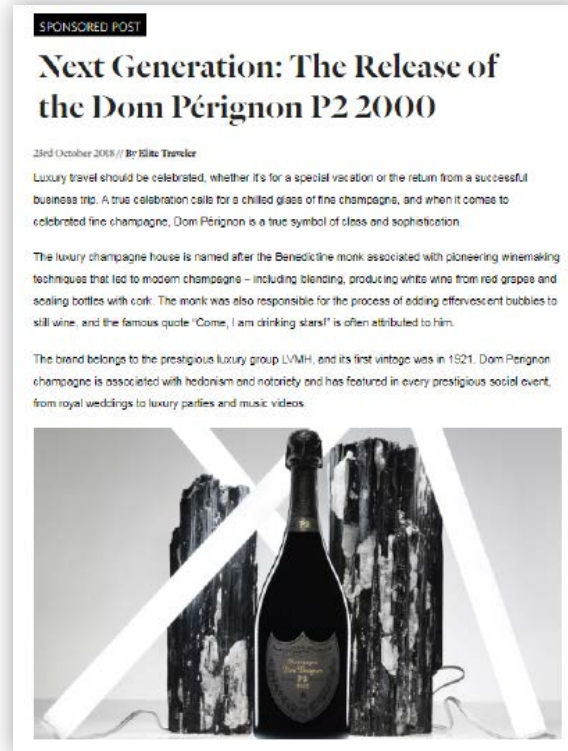 SPONSORED POST
Next Generation: The Release of
the Dom Pérignon P2 2000
23rd October 2018 // By Elite Traveler
Luxury travel should be celebrated, whether it's for a special vacation or the return from a successful
business trip. A true celebration calls for a chilled glass of fine champagne, and when it comes to
celebrated fine champagne, Dom Pérignon is a true symbol of class and sophistication.
The luxury champagne house is named after the Benedictine monk associated with pioneering winemaking
techniques that led to modern champagne – including blending, producing white wine from red grapes and
sealing bottles with cork. The monk was also responsible for the process of adding effervescent bubbles to
still wine, and the famous quote "Come, I am drinking stars!" is often attributed to him.
The brand belongs to the prestigious luxury group LVMH, and its first vintage was in 1921. Dom Perignon
champagne is associated with hedonism and notoriety and has featured in every prestigious social event,
from royal weddings to luxury parties and music videos.
P2
Dom Pérignon
P2